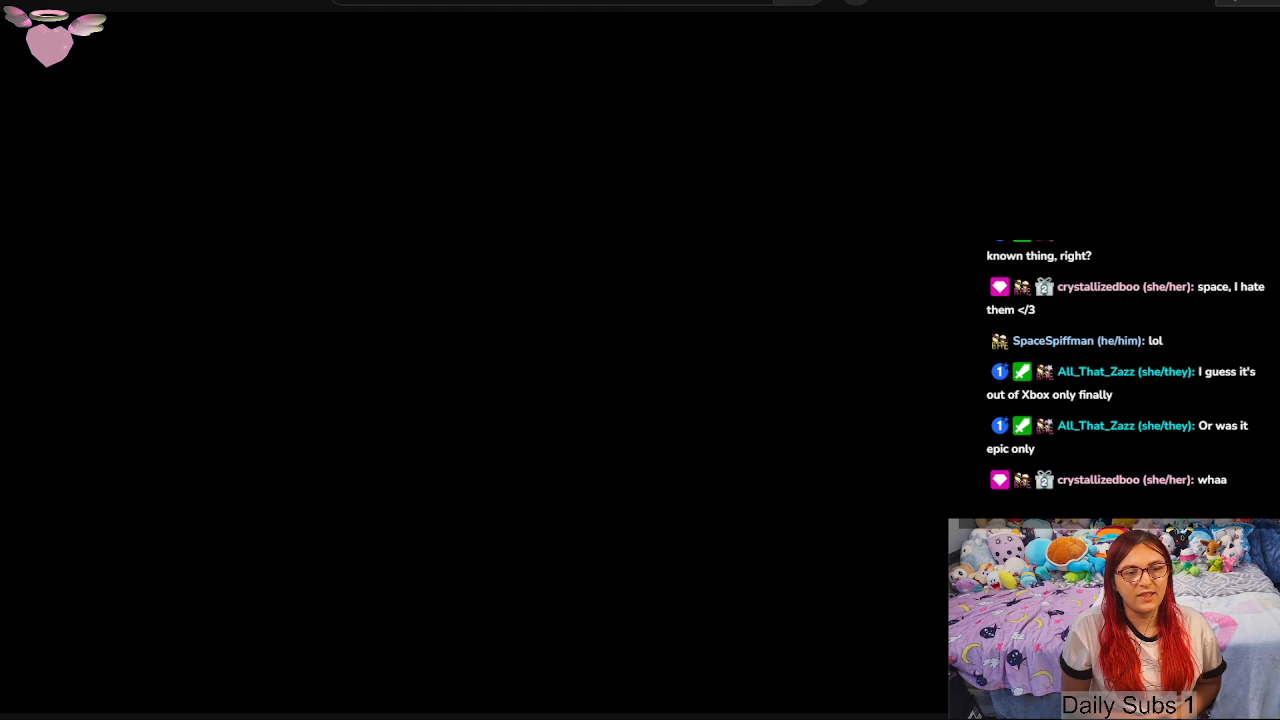 known thing, right?
crystallizedboo (she/her): space, I hate
them </3
SpaceSpiffman (he/him): lol
All_That_Zazz (she/they): I guess it's
out of Xbox only finally
All_That_Zazz (she/they): Or was it
epic only
crystallizedboo (she/her): whaa
Daily Subs 1